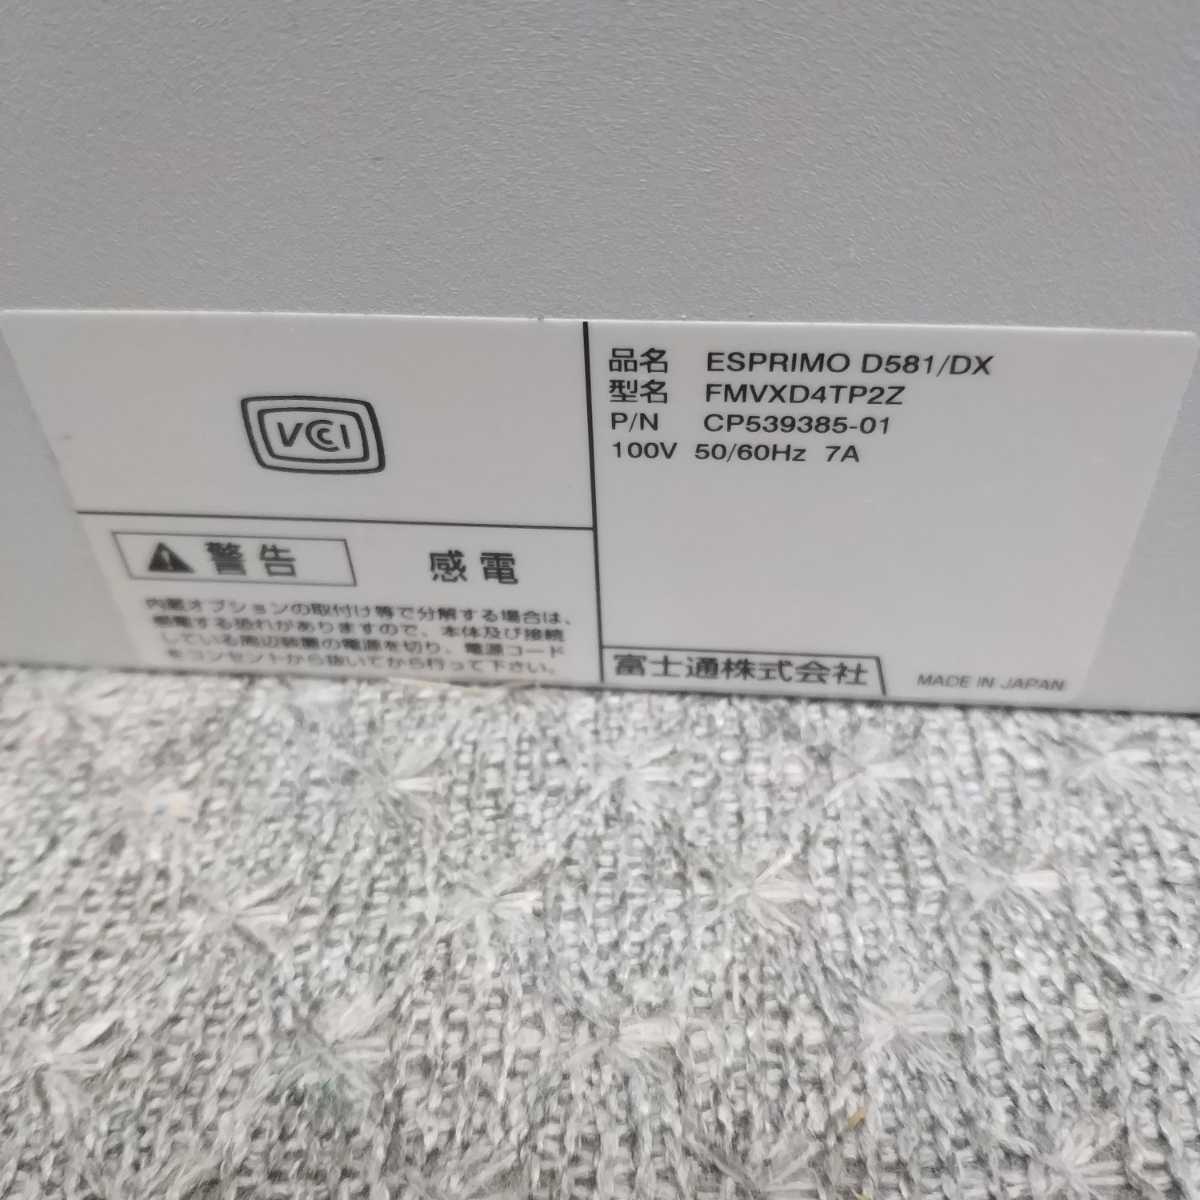 品名 ESPRIMO D581/DX
型名 FMVXD4TP2Z
P/N CP539385-01
100V 50/60Hz 7A
VCI
警告 感電
内蔵オプションの取付け等で分解する場合は、
感電する恐れがありますので、本体及び接続
している周辺装置の電源を切り、電源コード
をコンセントから抜いてから行って下さい。
富士通株式会社 MADE IN JAPAN